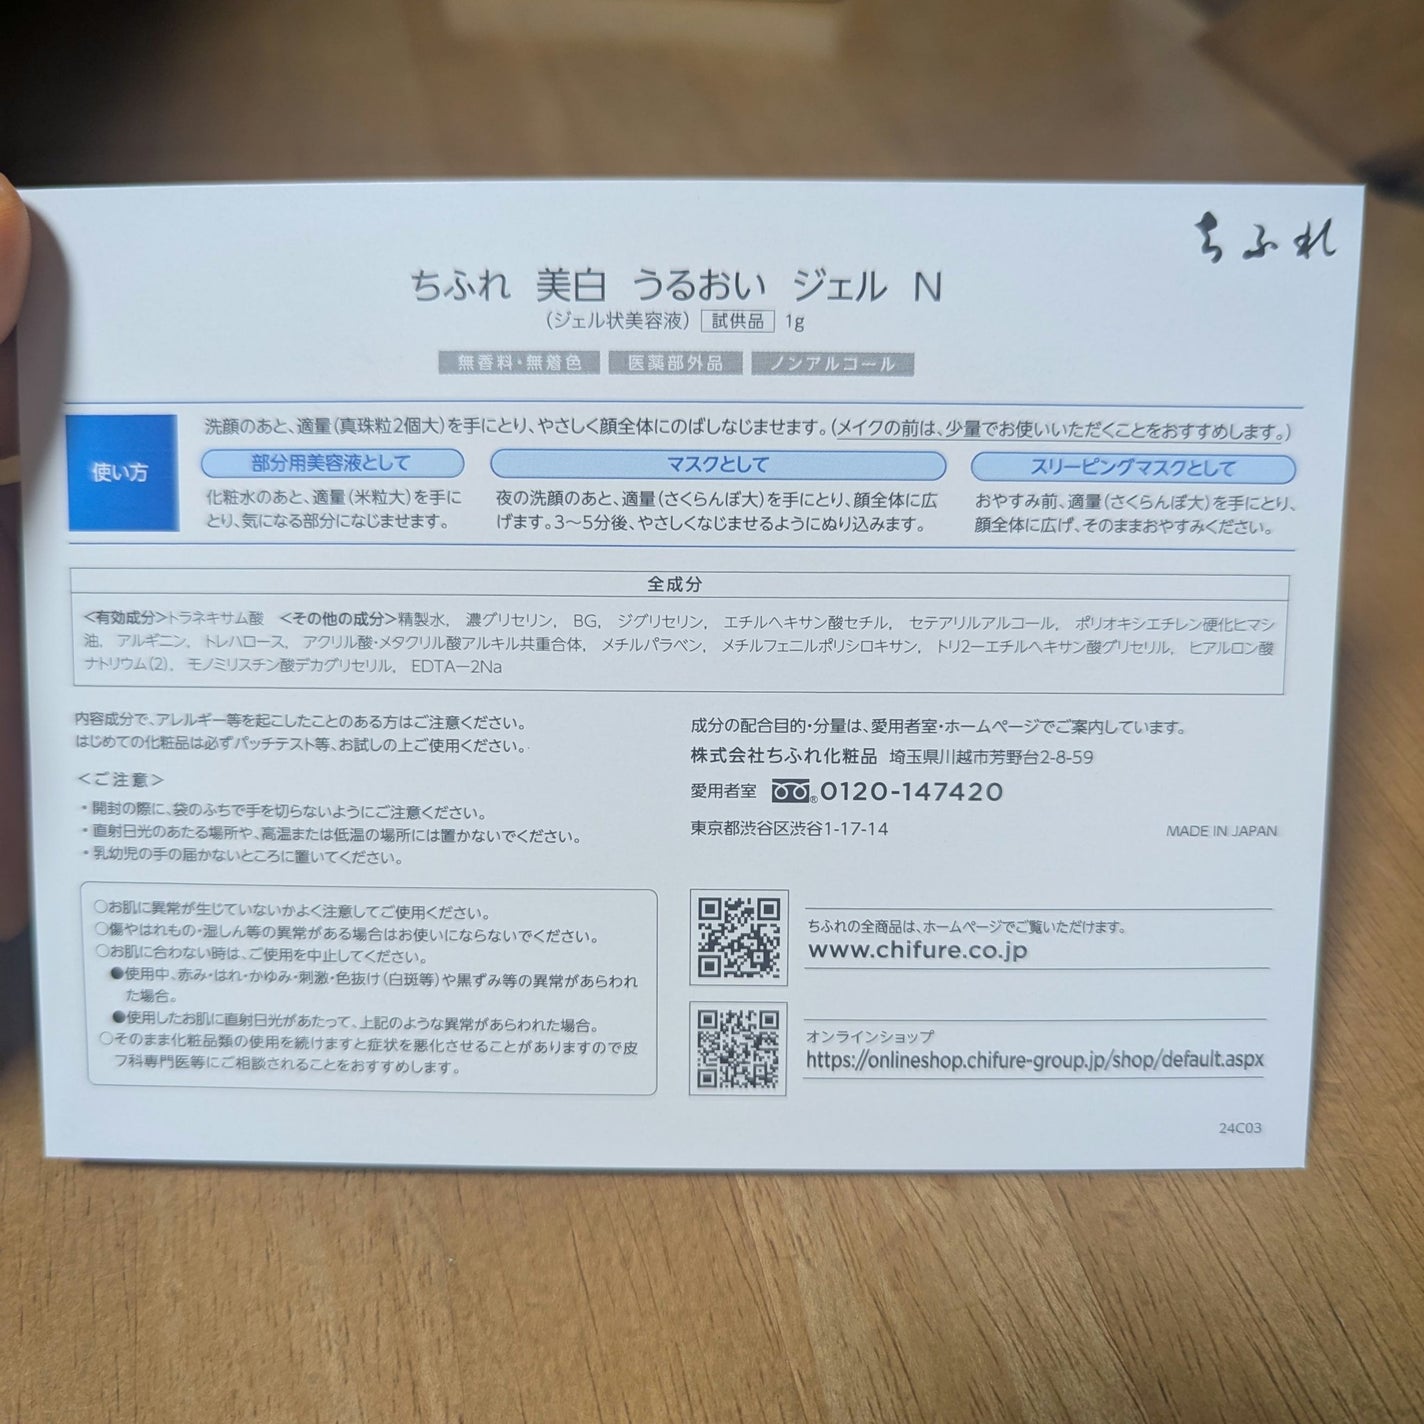 ちふれ
ちふれ 美白 うるおい ジェル N
(ジェル状美容液) 試供品 1g
無香料・無着色 医薬部外品 ノンアルコール
使い方
洗顔のあと、適量(真珠粒2個大)を手にとり、やさしく顔全体にのばしなじませます。(メイクの前は、少量でお使いいただくことをおすすめします。)
部分用美容液として
化粧水のあと、適量(米粒大)を手に
とり、気になる部分になじませます。
マスクとして
夜の洗顔のあと、適量(さくらんぼ大)を手にとり、顔全体に広
げます。3〜5分後、やさしくなじませるようにぬり込みます。
スリーピングマスクとして
おやすみ前、適量(さくらんぼ大)を手にとり、
顔全体に広げ、そのままおやすみください。
全成分
<有効成分>トラネキサム酸 <その他の成分>精製水, 濃グリセリン, BG, ジグリセリン, エチルヘキサン酸セチル, セテアリルアルコール, ポリオキシエチレン硬化ヒマシ
油, アルギニン, トレハロース, アクリル酸・メタクリル酸アルキル共重合体, メチルパラベン, メチルフェニルポリシロキサン, トリ2ーエチルヘキサン酸グリセリル, ヒアルロン酸
ナトリウム(2), モノミリスチン酸デカグリセリル, EDTAー2Na
内容成分で、アレルギー等を起こしたことのある方はご注意ください。
はじめての化粧品は必ずパッチテスト等、お試しの上ご使用ください。
<ご注意>
・開封の際に、袋のふちで手を切らないようにご注意ください。
・直射日光のあたる場所や、高温または低温の場所には置かないでください。
・乳幼児の手の届かないところに置いてください。
○お肌に異常が生じていないかよく注意してご使用ください。
○傷やはれもの・湿しん等の異常がある場合はお使いにならないでください。
○お肌に合わない時は、ご使用を中止してください。
●使用中、赤み・はれ・かゆみ・刺激・色抜け(白斑等)や黒ずみ等の異常があらわれ
た場合。
●使用したお肌に直射日光があたって、上記のような異常があらわれた場合。
○そのまま化粧品類の使用を続けますと症状を悪化させることがありますので皮
フ科専門医等にご相談されることをおすすめします。
成分の配合目的・分量は、愛用者室・ホームページでご案内しています。
株式会社ちふれ化粧品 埼玉県川越市芳野台2-8-59
愛用者室 ®0120-147420
東京都渋谷区渋谷1-17-14
MADE IN JAPAN
ちふれの全商品は、ホームページでご覧いただけます。
www.chifure.co.jp
オンラインショップ
https://onlineshop.chifure-group.jp/shop/default.aspx
24C03